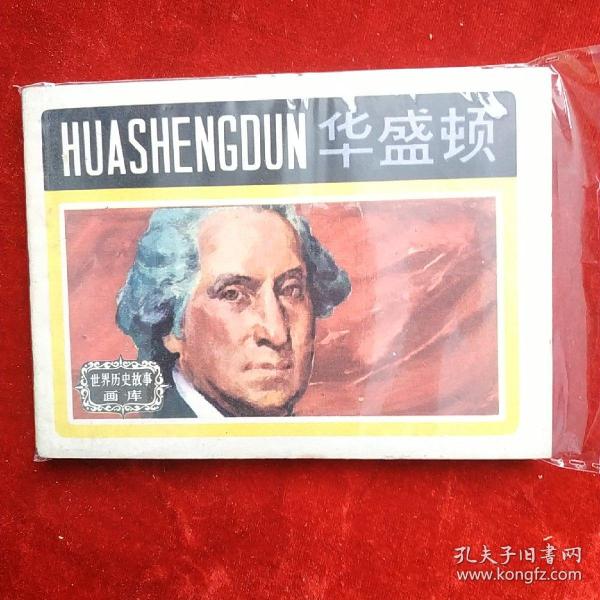 HUASHENGDUN 华盛顿
世界历史故事
画库
孔夫子旧書网
www.kongfz.com